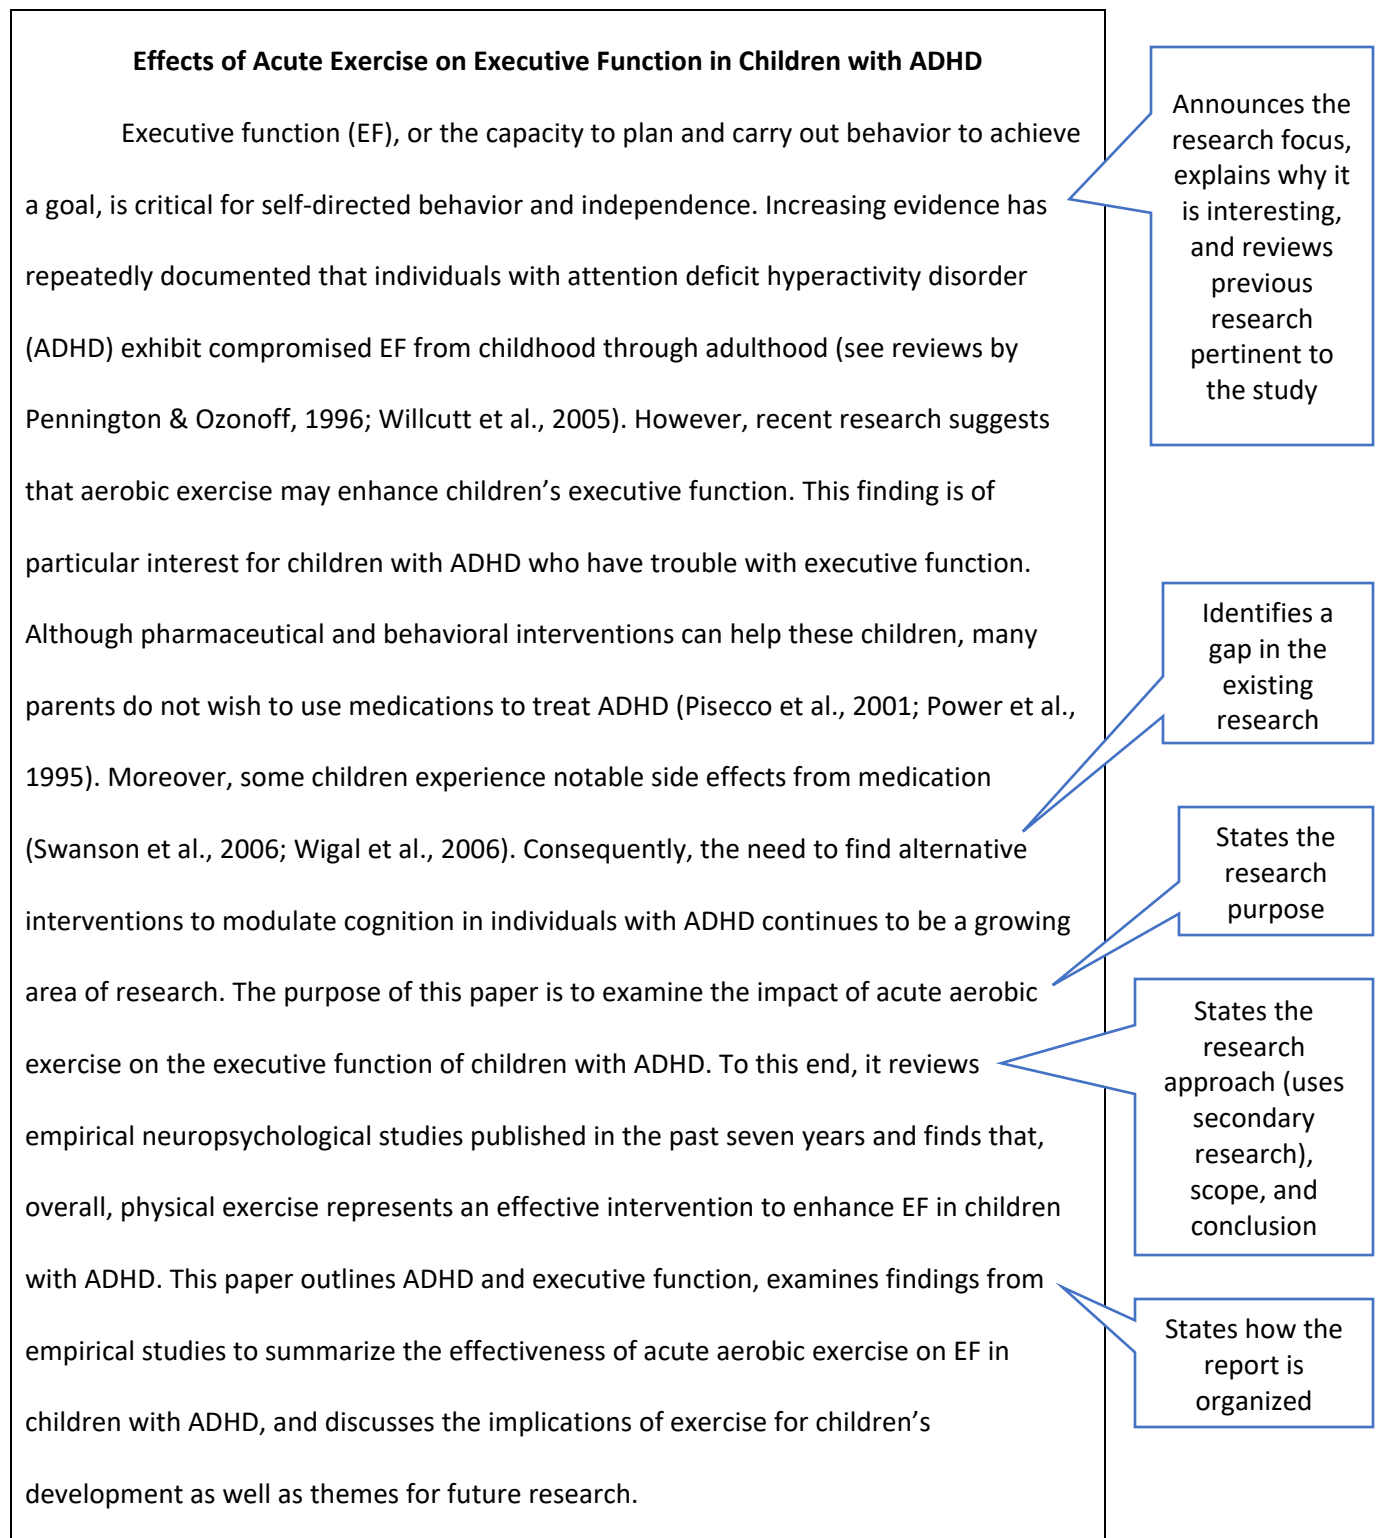 Effects of Acute Exercise on Executive Function in Children with ADHD
Executive function (EF), or the capacity to plan and carry out behavior to achieve
a goal, is critical for self-directed behavior and independence. Increasing evidence has
repeatedly documented that individuals with attention deficit hyperactivity disorder
(ADHD) exhibit compromised EF from childhood through adulthood (see reviews by
Pennington & Ozonoff, 1996; Willcutt et al., 2005). However, recent research suggests
that aerobic exercise may enhance children’s executive function. This finding is of
particular interest for children with ADHD who have trouble with executive function.
Although pharmaceutical and behavioral interventions can help these children, many
parents do not wish to use medications to treat ADHD (Pisecco et al., 2001; Power et al.,
1995). Moreover, some children experience notable side effects from medication
(Swanson et al., 2006; Wigal et al., 2006). Consequently, the need to find alternative
interventions to modulate cognition in individuals with ADHD continues to be a growing
area of research. The purpose of this paper is to examine the impact of acute aerobic
exercise on the executive function of children with ADHD. To this end, it reviews
empirical neuropsychological studies published in the past seven years and finds that,
overall, physical exercise represents an effective intervention to enhance EF in children
with ADHD. This paper outlines ADHD and executive function, examines findings from
empirical studies to summarize the effectiveness of acute aerobic exercise on EF in
children with ADHD, and discusses the implications of exercise for children’s
development as well as themes for future research.
Announces the
research focus,
explains why it
is interesting,
and reviews
previous
research
pertinent to
the study
Identifies a
gap in the
existing
research
States the
research
purpose
States the
research
approach (uses
secondary
research),
scope, and
conclusion
States how the
report is
organized